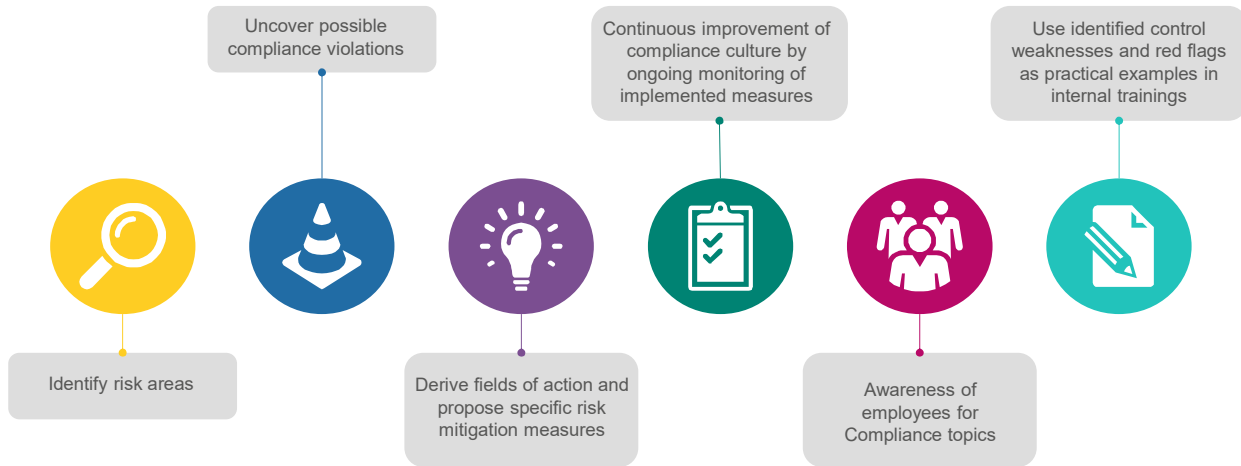 Identify risk areas
Uncover possible
compliance violations
Derive fields of action and
propose specific risk
mitigation measures
Continuous improvement of
compliance culture by
ongoing monitoring of
implemented measures
Awareness of
employees for
Compliance topics
Use identified control
weaknesses and red flags
as practical examples in
internal trainings